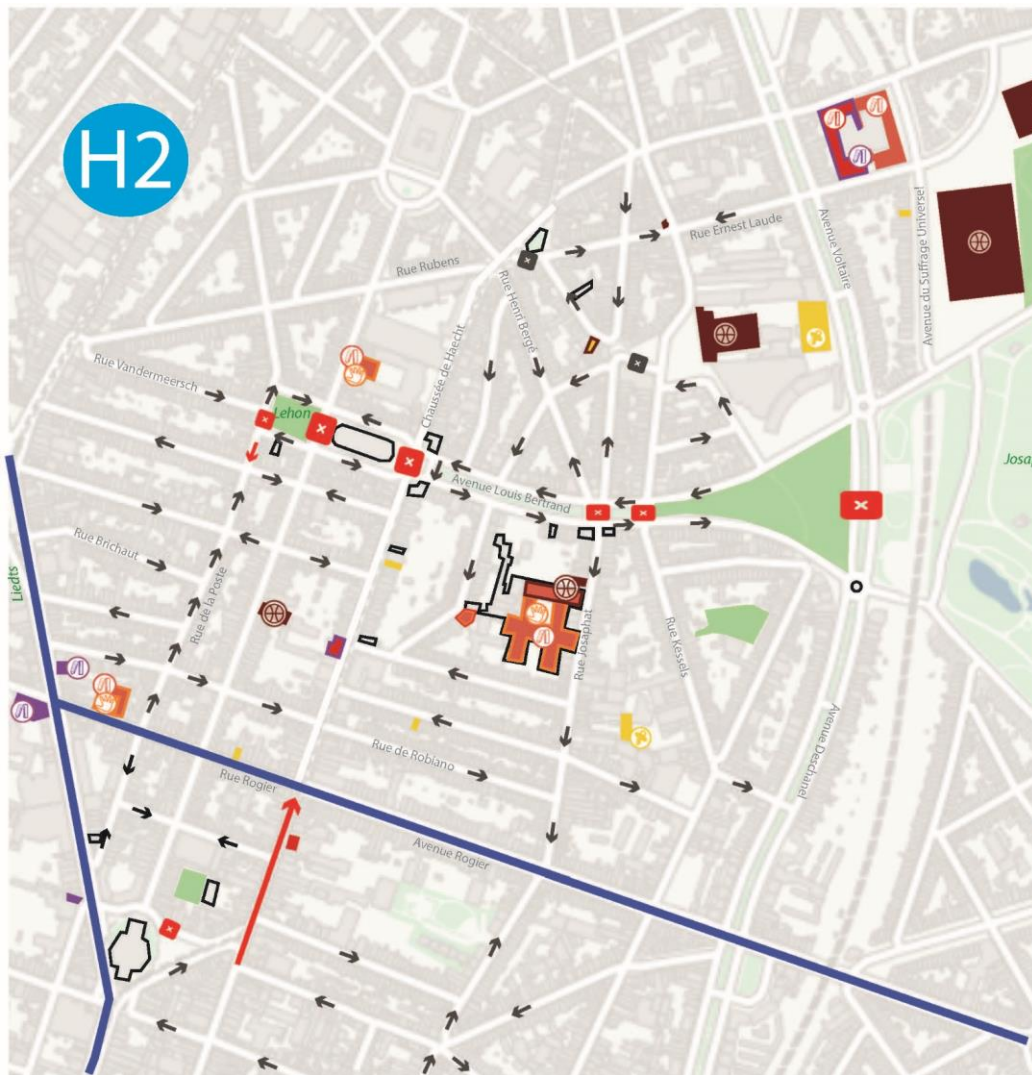 H2
Rue Ernest Laude
Avenue Voltaire
Avenue du Suffrage Universel
Rue Rubens
Rue Henri Bergé
Chaussée de Haecht
Rue Vandermeersch
Lehon
Josap
Avenue Louis Bertrand
Rue Brichaut
Liedts
Rue de la Poste
Rue Josaphat
Rue Kessels
Avenue Deschanel
Rue de Robiano
Rue Rogier
Avenue Rogier